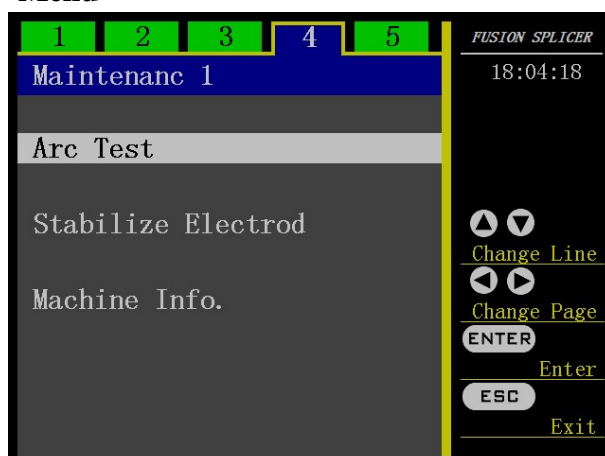 1 2 3 4 5
Maintenanc 1
Arc Test
Stabilize Electrod
Machine Info.
FUSION SPLICER
18:04:18
Change Line
Change Page
ENTER
Enter
ESC
Exit